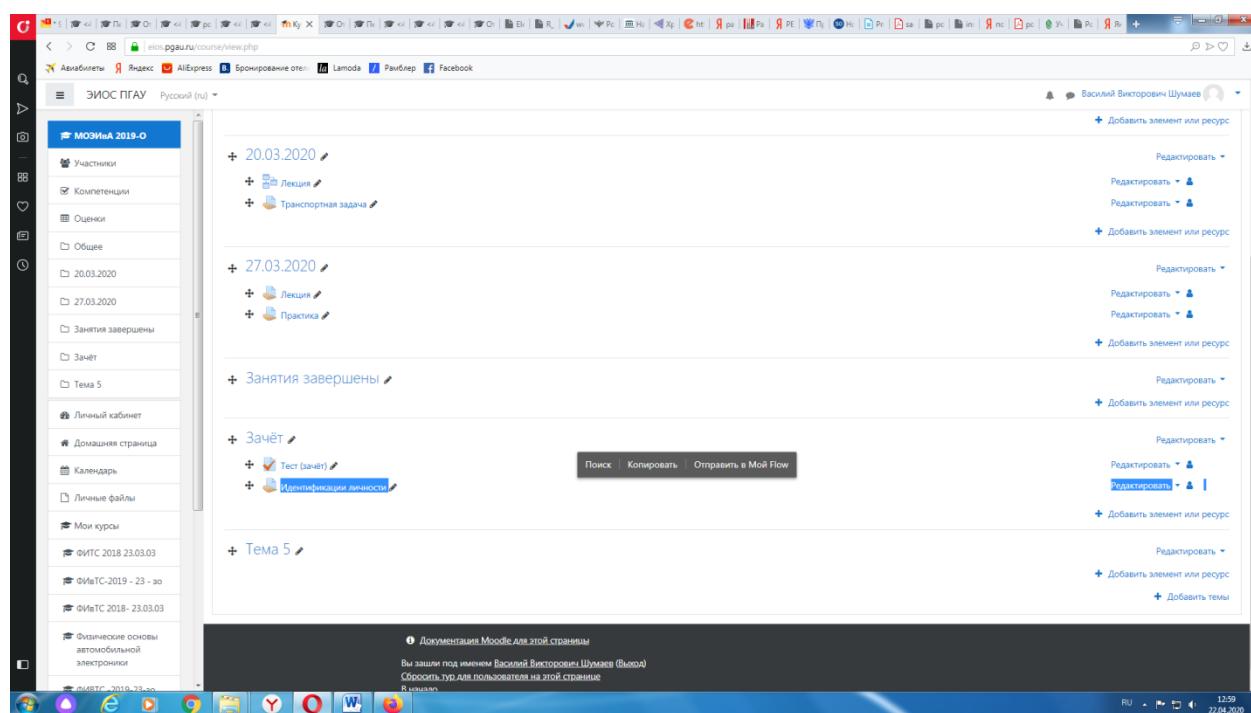 eios.pgau.ru/course/view.php
Авиабилеты Яндекс AliExpress Бронирование отел Lamoda Рамблер Facebook
ЭИОС ПГАУ Русский (ru) Василий Викторович Шумаев
Добавить элемент или ресурс
МОЭИвА 2019-О
Участники
Компетенции
Оценки
Общее
20.03.2020
27.03.2020
Занятия завершены
Зачёт
Тема 5
Личный кабинет
Домашняя страница
Календарь
Личные файлы
Мои курсы
ФИТС 2018 23.03.03
ФИвТС-2019 - 23 - зо
ФИвТС 2018- 23.03.03
Физические основы
автомобильной
электроники
20.03.2020 Редактировать
Лекция Редактировать
Транспортная задача Редактировать
Добавить элемент или ресурс
27.03.2020 Редактировать
Лекция Редактировать
Практика Редактировать
Добавить элемент или ресурс
Занятия завершены Редактировать
Добавить элемент или ресурс
Зачёт Редактировать
Поиск Копировать Отправить в Мой Flow
Тест (зачёт) Редактировать
Идентификации личности Редактировать
Добавить элемент или ресурс
Тема 5 Редактировать
Добавить элемент или ресурс
Добавить темы
Документация Moodle для этой страницы
Вы зашли под именем Василий Викторович Шумаев (Выход)
Сбросить тур для пользователя на этой странице
В начало
RU 12:59
22.04.2020